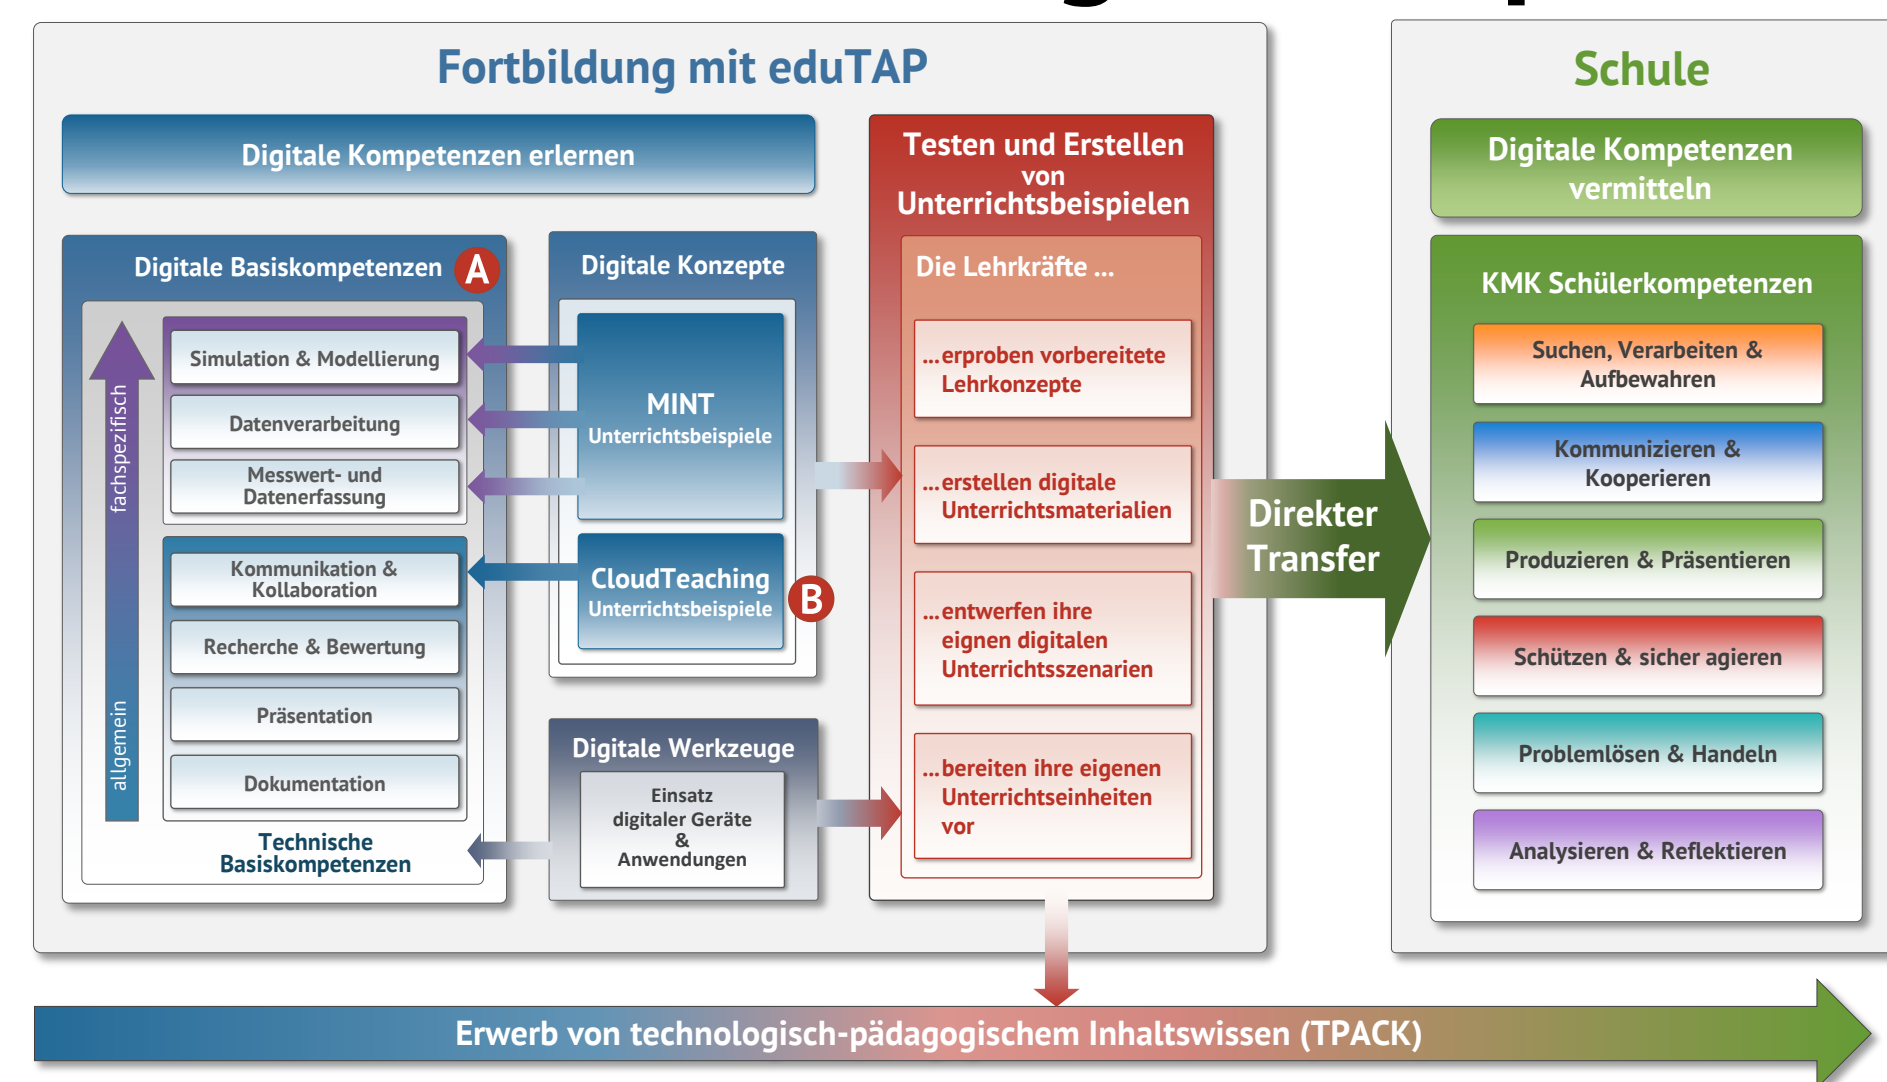 Fortbildung mit eduTAP
Digitale Kompetenzen erlernen
Digitale Basiskompetenzen
A
fachspezifisch
allgemein
Simulation & Modellierung
Datenverarbeitung
Messwert- und
Datenerfassung
Kommunikation &
Kollaboration
Recherche & Bewertung
Präsentation
Dokumentation
Technische
Basiskompetenzen
Digitale Konzepte
MINT
Unterrichtsbeispiele
CloudTeaching
Unterrichtsbeispiele
B
Digitale Werkzeuge
Einsatz
digitaler Geräte
&
Anwendungen
Testen und Erstellen
von
Unterrichtsbeispielen
Die Lehrkräfte ...
...erproben vorbereitete
Lehrkonzepte
...erstellen digitale
Unterrichtsmaterialien
...entwerfen ihre
eignen digitalen
Unterrichtsszenarien
...bereiten ihre eigenen
Unterrichtseinheiten
vor
Direkter
Transfer
Schule
Digitale Kompetenzen
vermitteln
KMK Schülerkompetenzen
Suchen, Verarbeiten &
Aufbewahren
Kommunizieren &
Kooperieren
Produzieren & Präsentieren
Schützen & sicher agieren
Problemlösen & Handeln
Analysieren & Reflektieren
Erwerb von technologisch-pädagogischem Inhaltswissen (TPACK)